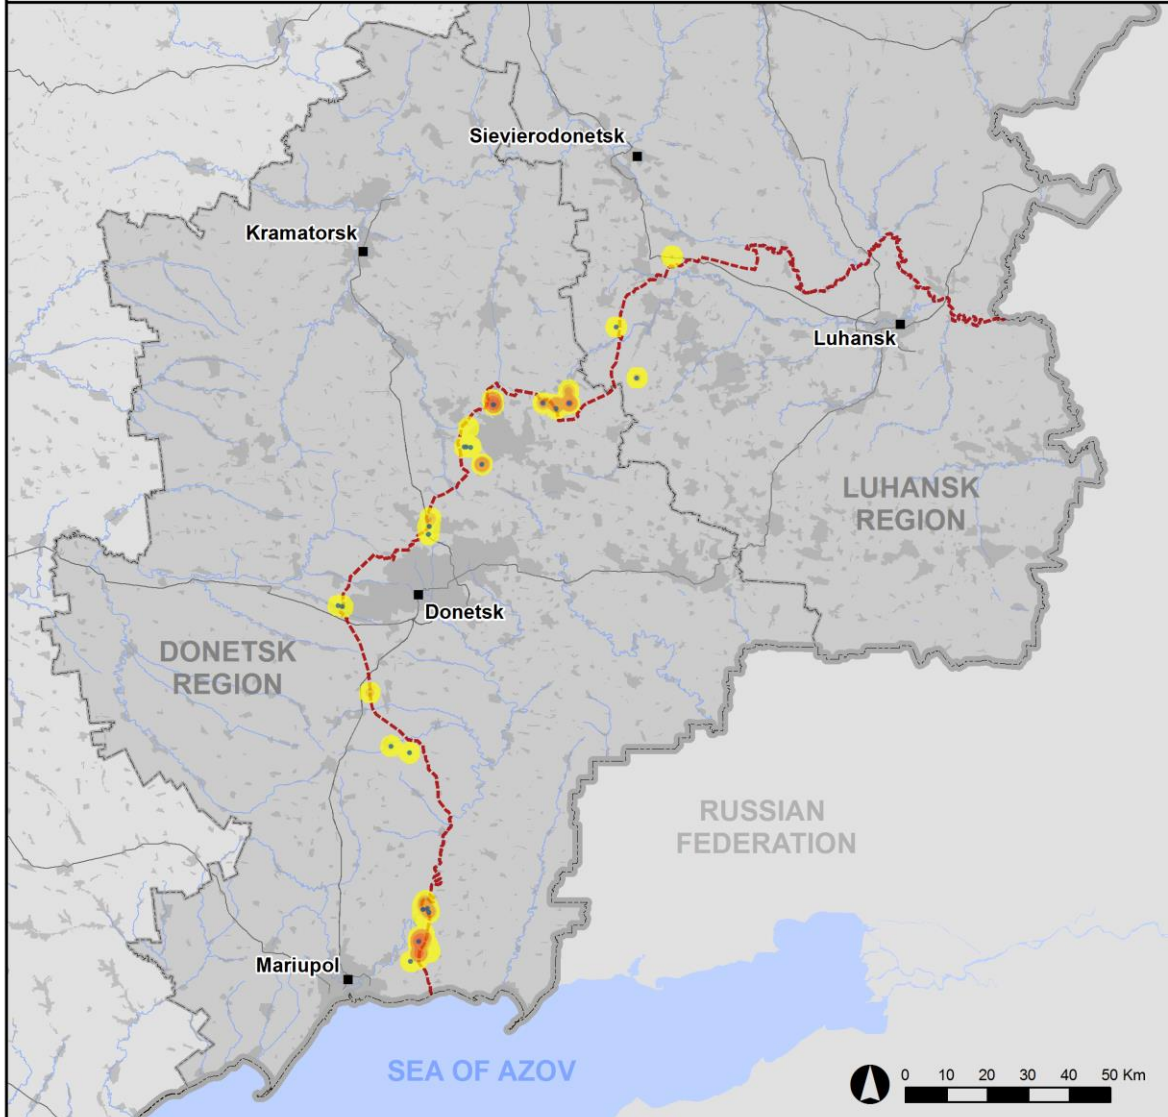 Sievierodonetsk
Kramatorsk
Luhansk
LUHANSK
REGION
Donetsk
DONETSK
REGION
RUSSIAN
FEDERATION
Mariupol
SEA OF AZOV
0 10 20 30 40 50 Km